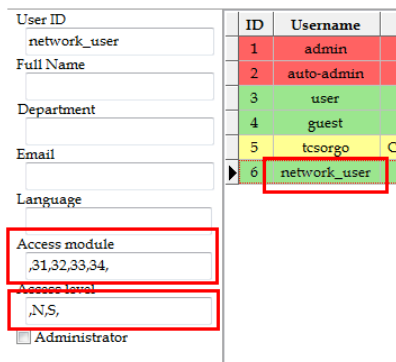 User ID
network_user
Full Name
Department
Email
Language
Access module
,31,32,33,34,
Access level
,N,S,
Administrator
ID Username
1 admin
2 auto-admin
3 user
4 guest
5 tcsorgo C
6 network_user